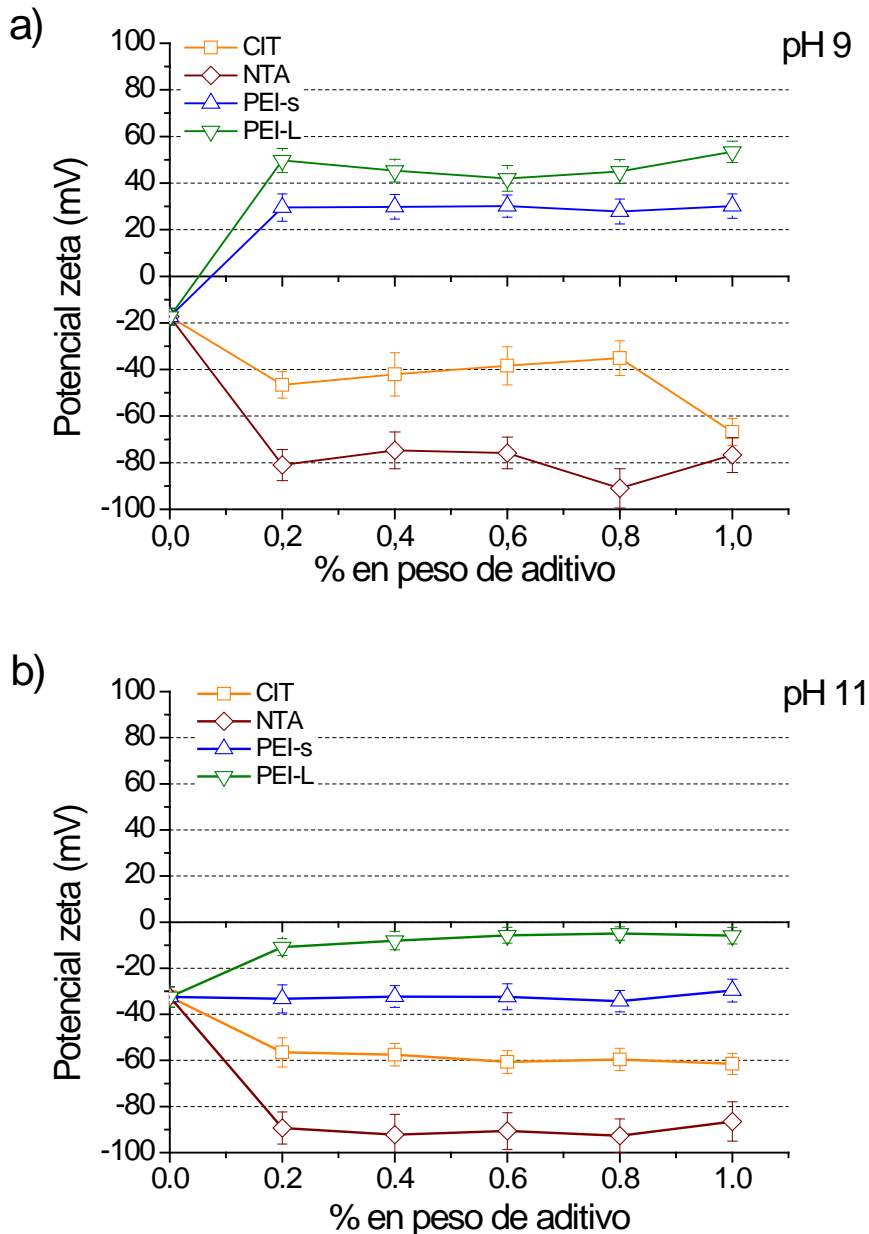 a)
pH 9
CIT
NTA
PEI-s
PEI-L
Potencial zeta (mV)
100
80
60
40
20
0
-20
-40
-60
-80
-100
0,0 0,2 0,4 0,6 0,8 1,0
% en peso de aditivo
b)
pH 11
CIT
NTA
PEI-s
PEI-L
Potencial zeta (mV)
100
80
60
40
20
0
-20
-40
-60
-80
-100
0.0 0.2 0.4 0.6 0.8 1.0
% en peso de aditivo